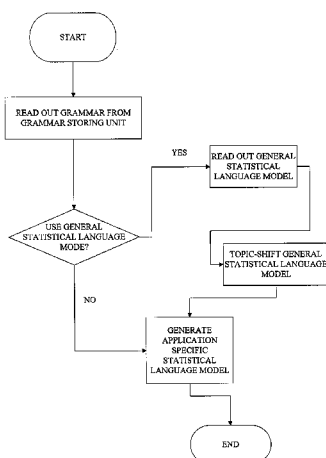 START
READ OUT GRAMMAR FROM
GRAMMAR STORING UNIT
YES
READ OUT GENERAL
STATISTICAL
LANGUAGE MODEL
USE GENERAL
STATISTICAL LANGUAGE
MODE?
TOPIC-SHIFT GENERAL
STATISTICAL LANGUAGE
MODEL
NO
GENERATE
APPLICATION
SPECIFIC
STATISTICAL
LANGUAGE MODEL
END